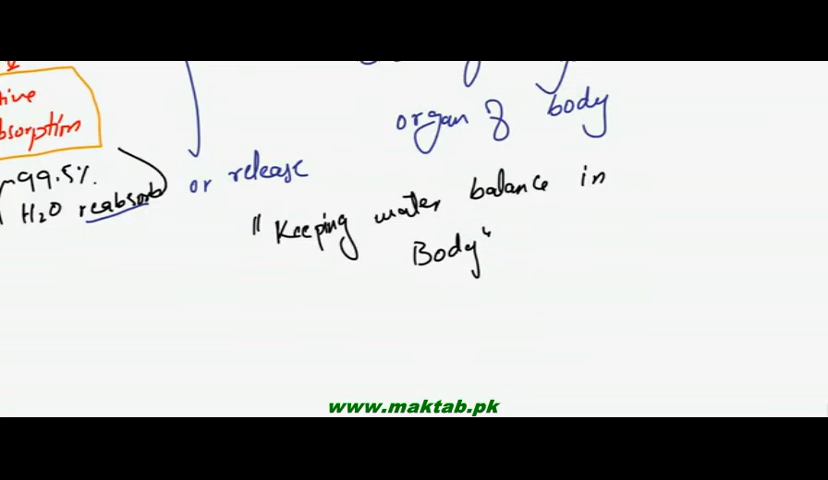 organ of body
tive
bsorption
~99.5%.
H₂O reabsorb
or release
"Keeping water balance in
Body"
www.maktab.pk